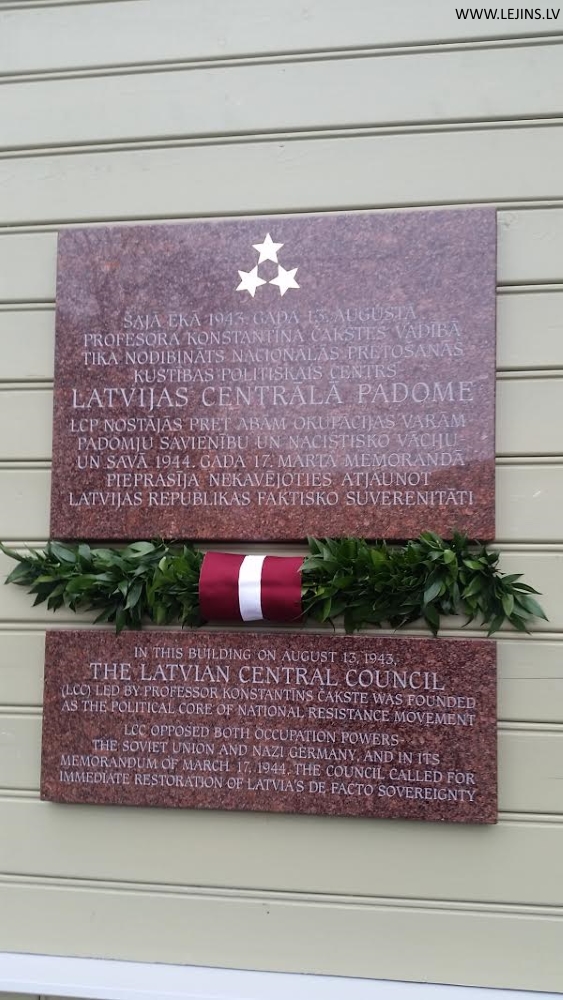 WWW.LEJINS.LV
ŠAJĀ ĒKĀ 1943. GADA 13. AUGUSTĀ
PROFESORA KONSTANTĪNA ČAKSTES VADĪBĀ
TIKA NODIBINĀTS NACIONĀLĀS PRETOŠANĀS
KUSTĪBAS POLITISKAIS CENTRS
LATVIJAS CENTRĀLĀ PADOME
LCP NOSTĀJĀS PRET ABĀM OKUPĀCIJAS VARĀM
PADOMJU SAVIENĪBU UN NACISTISKO VĀCIJU
UN SAVĀ 1944. GADA 17. MARTA MEMORANDĀ
PIEPRASĪJA NEKAVĒJOTIES ATJAUNOT
LATVIJAS REPUBLIKAS FAKTISKO SUVERENITĀTI
IN THIS BUILDING ON AUGUST 13, 1943,
THE LATVIAN CENTRAL COUNCIL
(LCC) LED BY PROFESSOR KONSTANTINS ČAKSTE WAS FOUNDED
AS THE POLITICAL CORE OF NATIONAL RESISTANCE MOVEMENT
LCC OPPOSED BOTH OCCUPATION POWERS-
THE SOVIET UNION AND NAZI GERMANY, AND IN ITS
MEMORANDUM OF MARCH 17, 1944, THE COUNCIL CALLED FOR
IMMEDIATE RESTORATION OF LATVIA'S DE FACTO SOVEREIGNTY